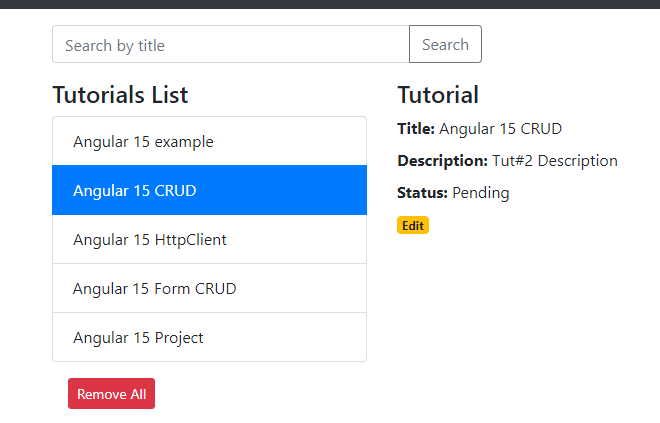 Search by title
Search
Tutorials List
Angular 15 example
Angular 15 CRUD
Angular 15 HttpClient
Angular 15 Form CRUD
Angular 15 Project
Remove All
Tutorial
Title: Angular 15 CRUD
Description: Tut#2 Description
Status: Pending
Edit